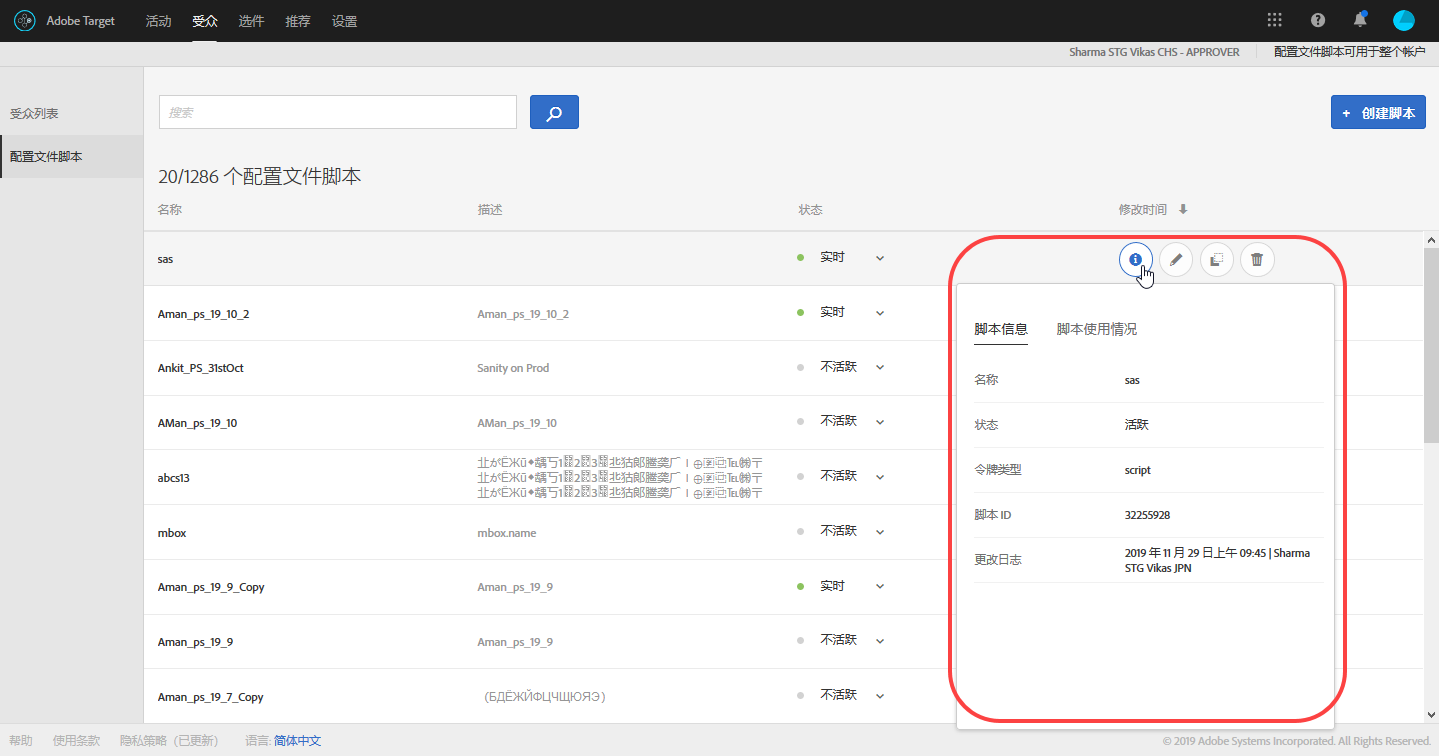 Adobe Target 活动 受众 选件 推荐 设置
Sharma STG Vikas CHS - APPROVER 配置文件脚本可用于整个帐户
受众列表
配置文件脚本
搜索
+ 创建脚本
20/1286 个配置文件脚本
名称 描述 状态 修改时间
sas 实时
Aman_ps_19_10_2 Aman_ps_19_10_2 实时
Ankit_PS_31stOct Sanity on Prod 不活跃
AMan_ps_19_10 AMan_ps_19_10 不活跃
abcs13 不活跃
mbox mbox.name 不活跃
Aman_ps_19_9_Copy Aman_ps_19_9 实时
Aman_ps_19_9 Aman_ps_19_9 不活跃
Aman_ps_19_7_Copy (БДЁЖЙФЦЧЩЮЯЭ) 不活跃
脚本信息 脚本使用情况
名称 sas
状态 活跃
令牌类型 script
脚本 ID 32255928
更改日志 2019 年 11 月 29 日上午 09:45 | Sharma
STG Vikas JPN
帮助 使用条款 隐私策略（已更新） 语言: 简体中文
© 2019 Adobe Systems Incorporated. All Rights Reserved.